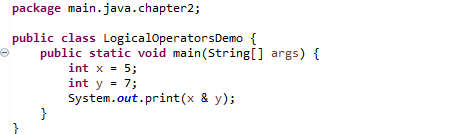 package main.java.chapter2;

public class LogicalOperatorsDemo {
    public static void main(String[] args) {
        int x = 5;
        int y = 7;
        System.out.print(x & y);
    }
}